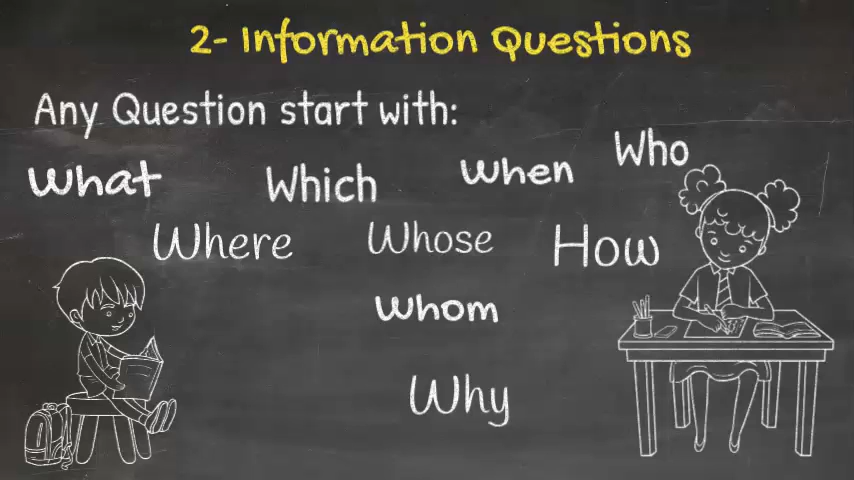 2- Information Questions
Any Question start with:
What Which When Who
Where Whose How
Whom
Why